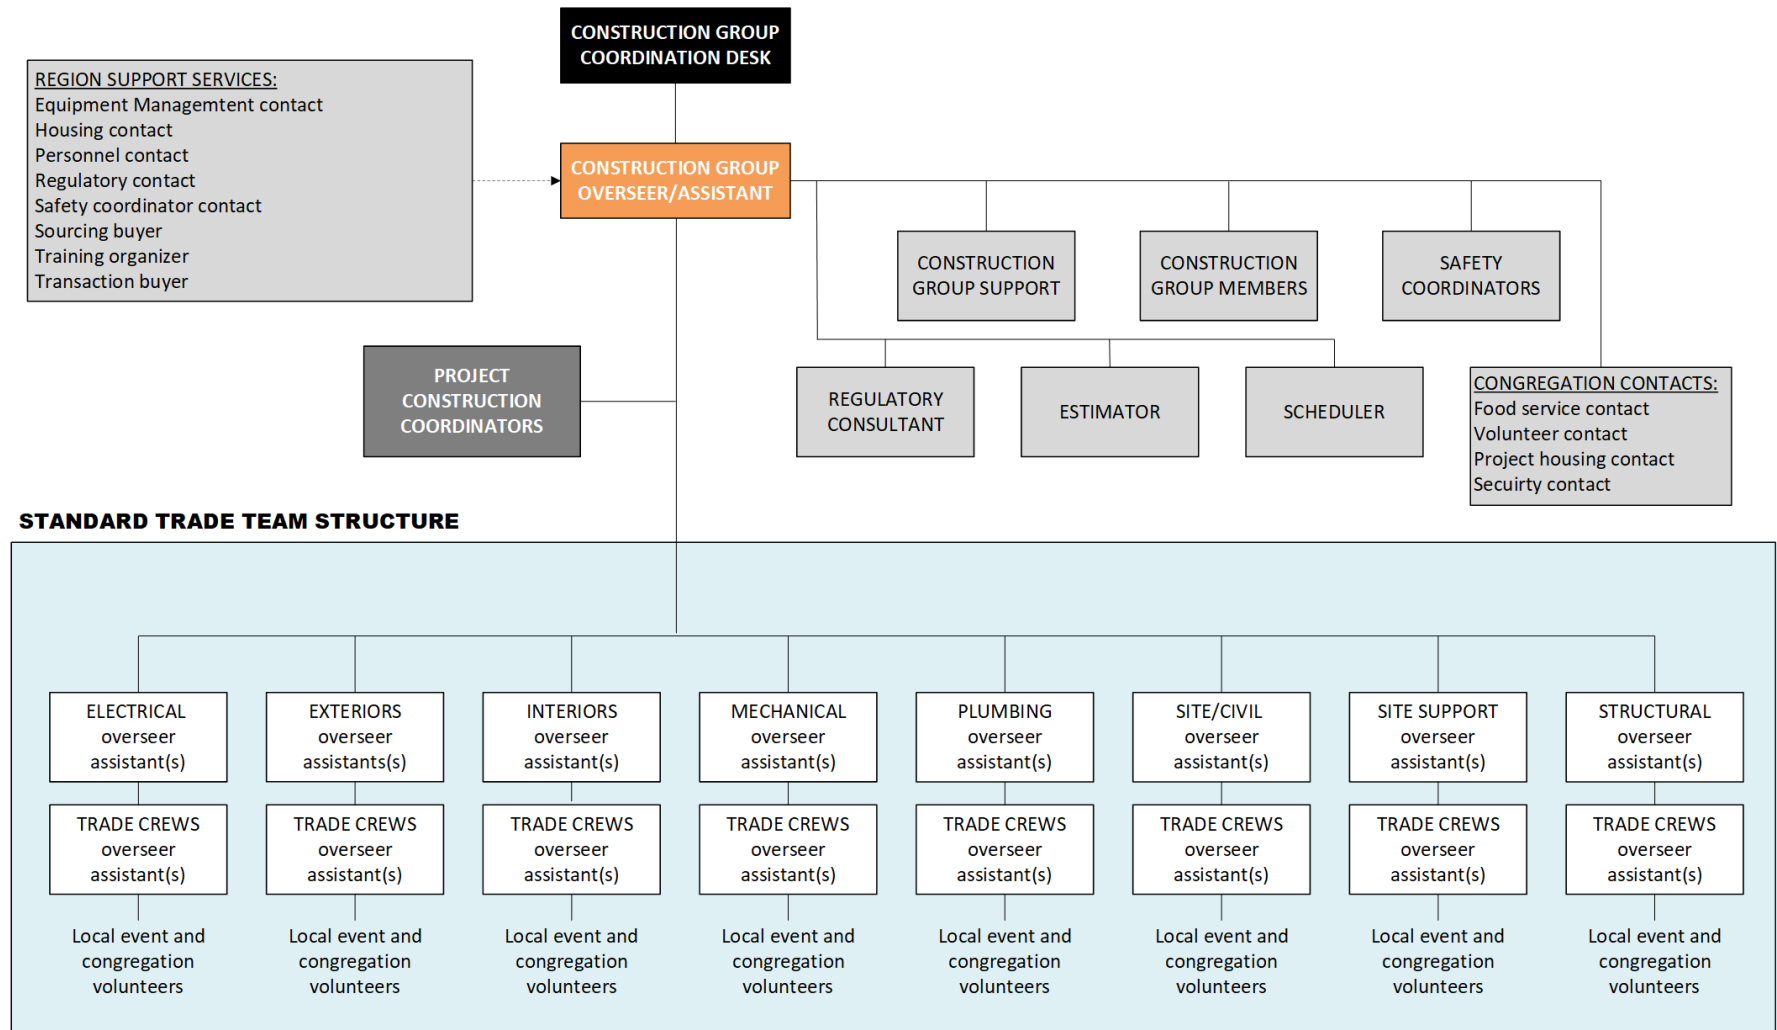 CONSTRUCTION GROUP
COORDINATION DESK
REGION SUPPORT SERVICES:
Equipment Managemtent contact
Housing contact
Personnel contact
Regulatory contact
Safety coordinator contact
Sourcing buyer
Training organizer
Transaction buyer
CONSTRUCTION GROUP
OVERSEER/ASSISTANT
CONSTRUCTION
GROUP SUPPORT
CONSTRUCTION
GROUP MEMBERS
SAFETY
COORDINATORS
PROJECT
CONSTRUCTION
COORDINATORS
REGULATORY
CONSULTANT
ESTIMATOR
SCHEDULER
CONGREGATION CONTACTS:
Food service contact
Volunteer contact
Project housing contact
Secuirty contact
STANDARD TRADE TEAM STRUCTURE
ELECTRICAL
overseer
assistant(s)
EXTERIORS
overseer
assistants(s)
INTERIORS
overseer
assistant(s)
MECHANICAL
overseer
assistant(s)
PLUMBING
overseer
assistant(s)
SITE/CIVIL
overseer
assistant(s)
SITE SUPPORT
overseer
assistant(s)
STRUCTURAL
overseer
assistant(s)
TRADE CREWS
overseer
assistant(s)
TRADE CREWS
overseer
assistant(s)
TRADE CREWS
overseer
assistant(s)
TRADE CREWS
overseer
assistant(s)
TRADE CREWS
overseer
assistant(s)
TRADE CREWS
overseer
assistant(s)
TRADE CREWS
overseer
assistant(s)
TRADE CREWS
overseer
assistant(s)
Local event and
congregation
volunteers
Local event and
congregation
volunteers
Local event and
congregation
volunteers
Local event and
congregation
volunteers
Local event and
congregation
volunteers
Local event and
congregation
volunteers
Local event and
congregation
volunteers
Local event and
congregation
volunteers